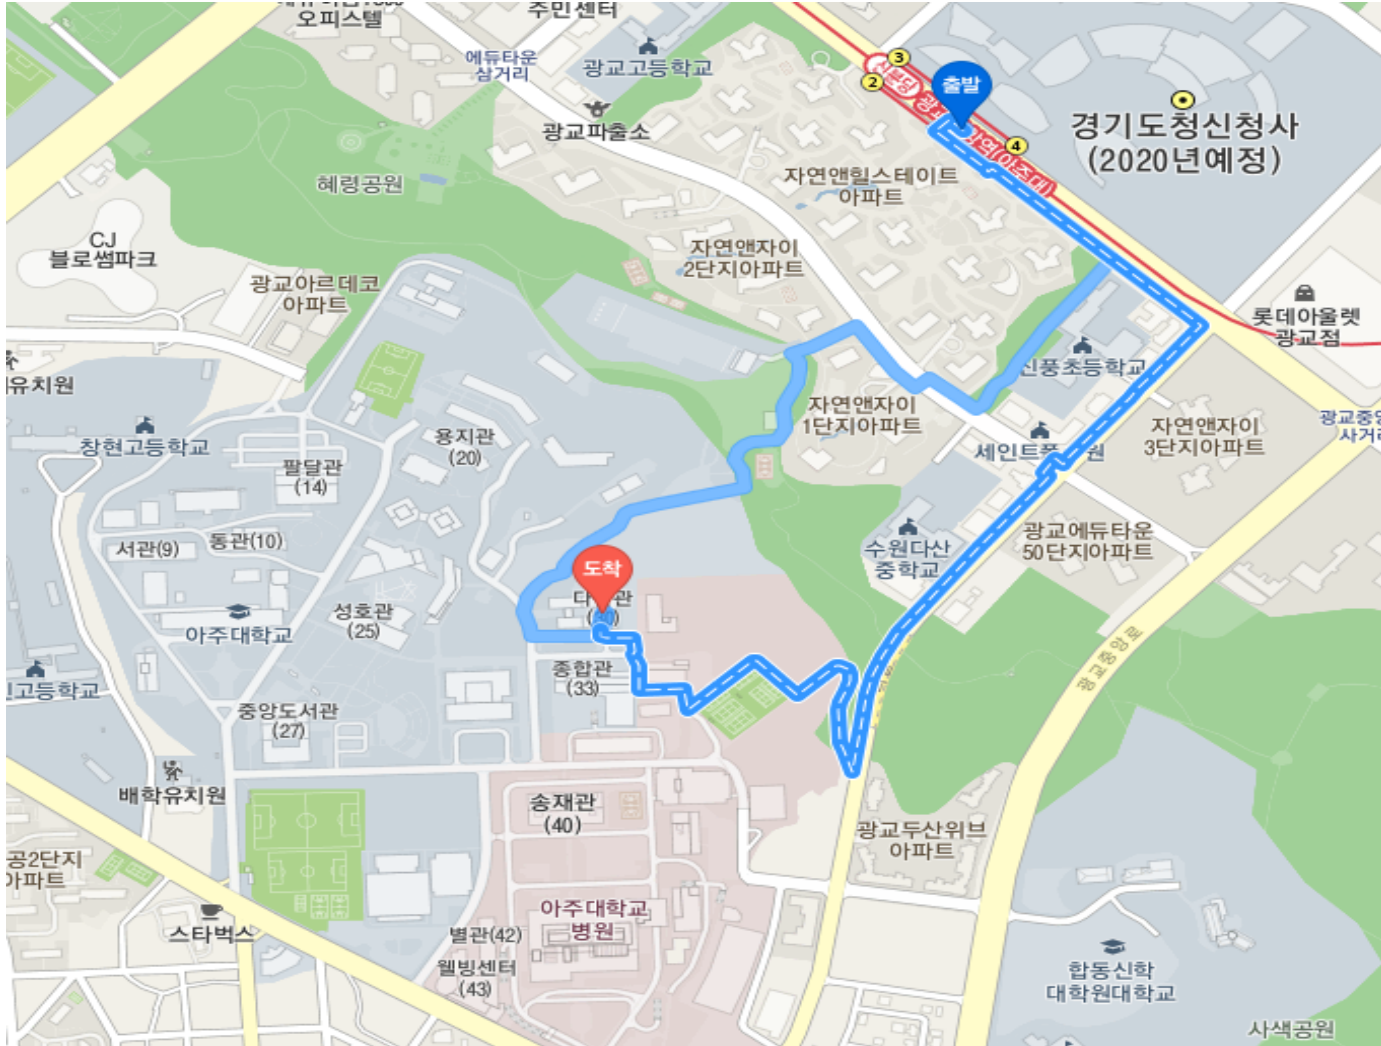 오피스텔
주민센터
에듀타운
삼거리
광교고등학교
광교파출소
3
2
신분당
출발
4
경기도청신청사
(2020년예정)
혜령공원
자연앤힐스테이트
아파트
CJ
블로썸파크
자연앤자이
2단지아파트
광교아르데코
아파트
롯데아울렛
광교점
신풍초등학교
유치원
자연앤자이
1단지아파트
자연앤자이
3단지아파트
창현고등학교
용지관
(20)
팔달관
(14)
서관(9)
동관(10)
수원다산
중학교
광교에듀타운
50단지아파트
도착
아주대학교
성호관
(25)
종합관
(33)
고등학교
중앙도서관
(27)
광교중앙로
배학유치원
송재관
(40)
광교두산위브
아파트
공2단지
아파트
스타벅스
아주대학교
병원
별관(42)
웰빙센터
(43)
합동신학
대학원대학교
사색공원